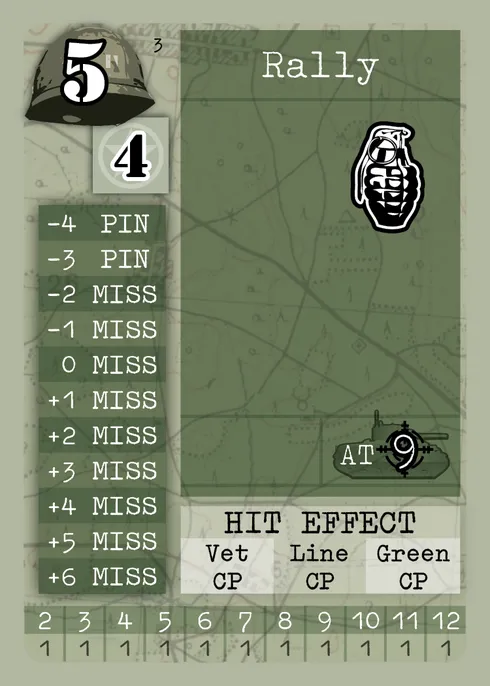 5
3
Rally
4
-4 PIN
-3 PIN
-2 MISS
-1 MISS
0 MISS
+1 MISS
+2 MISS
+3 MISS
+4 MISS
+5 MISS
+6 MISS
AT 9
HIT EFFECT
Vet Line Green
CP CP CP
2 3 4 5 6 7 8 9 10 11 12
1 1 1 1 1 1 1 1 1 1 1